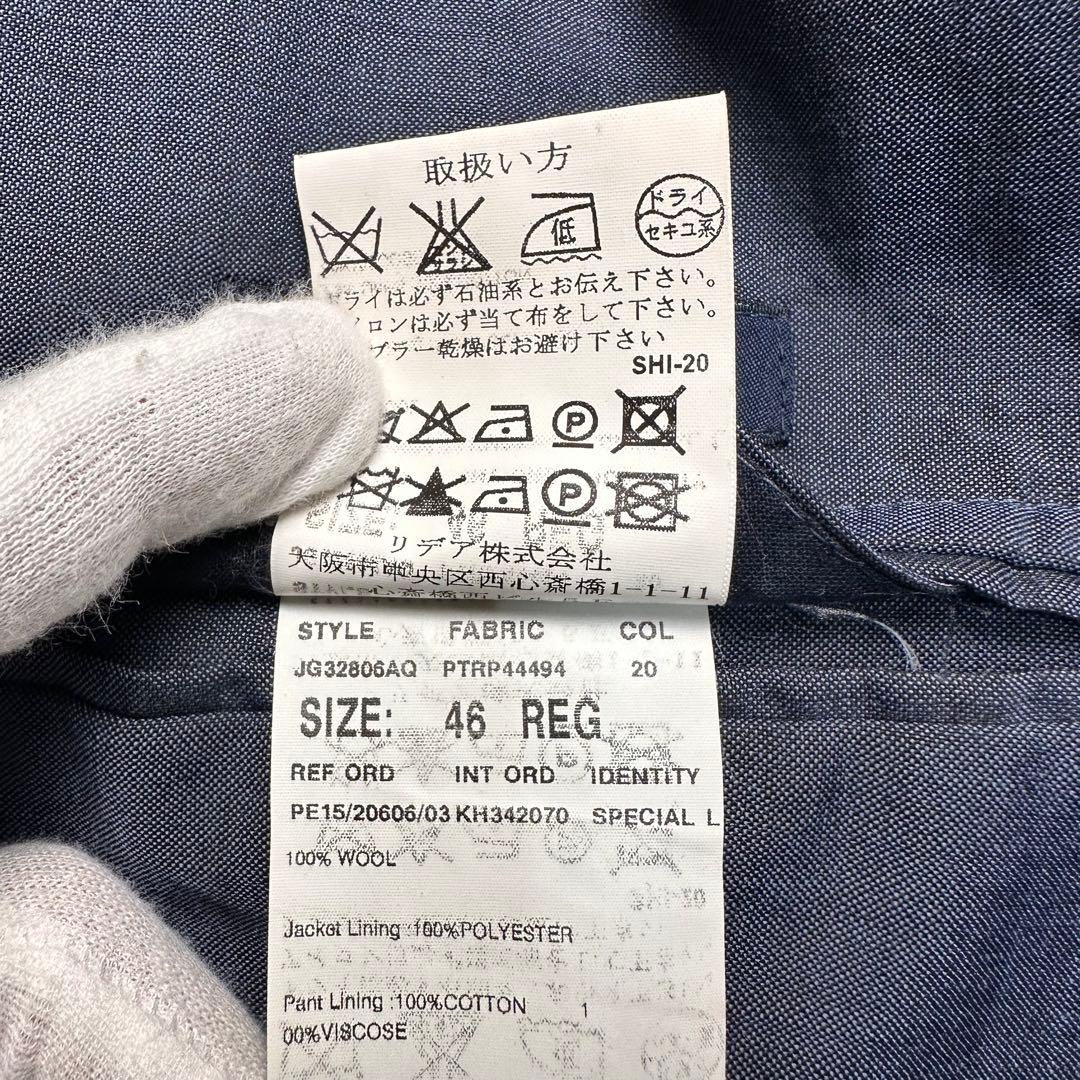 取扱い方
低
ドライ
セキユ系
ドライは必ず石油系とお伝え下さい。
イロンは必ず当て布をして下さい。
ブラー乾燥はお避け下さい
SHI-20
P
P
リデア株式会社
大阪市中央区西心斎橋1-1-11
STYLE FABRIC COL
JG32806AQ PTRP44494 20
SIZE: 46 REG
REF ORD INT ORD IDENTITY
PE15/20606/03 KH342070 SPECIAL L
100% WOOL
Jacket Lining :100%POLYESTER
Pant Lining :100%COTTON 1
00%VISCOSE